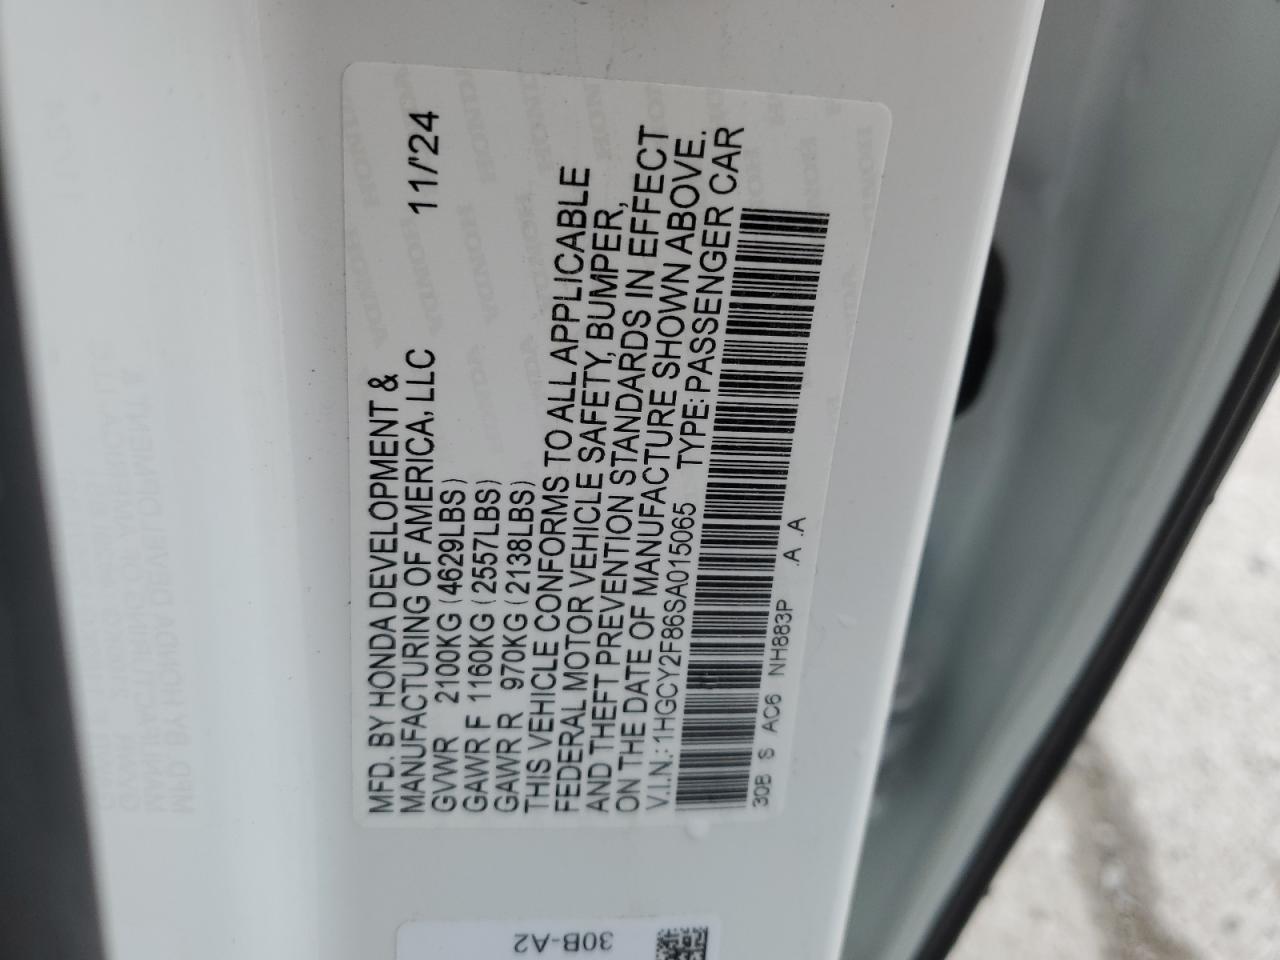 MFD. BY HONDA DEVELOPMENT &
MANUFACTURING OF AMERICA, LLC 11/'24
GVWR 2100KG (4629LBS)
GAWR F 1160KG (2557LBS)
GAWR R 970KG (2138LBS)
THIS VEHICLE CONFORMS TO ALL APPLICABLE
FEDERAL MOTOR VEHICLE SAFETY, BUMPER,
AND THEFT PREVENTION STANDARDS IN EFFECT
ON THE DATE OF MANUFACTURE SHOWN ABOVE.
V.I.N.: 1HGCY2F86SA015065 TYPE: PASSENGER CAR
30B S AC6 NH883P .A .A
30B-A2